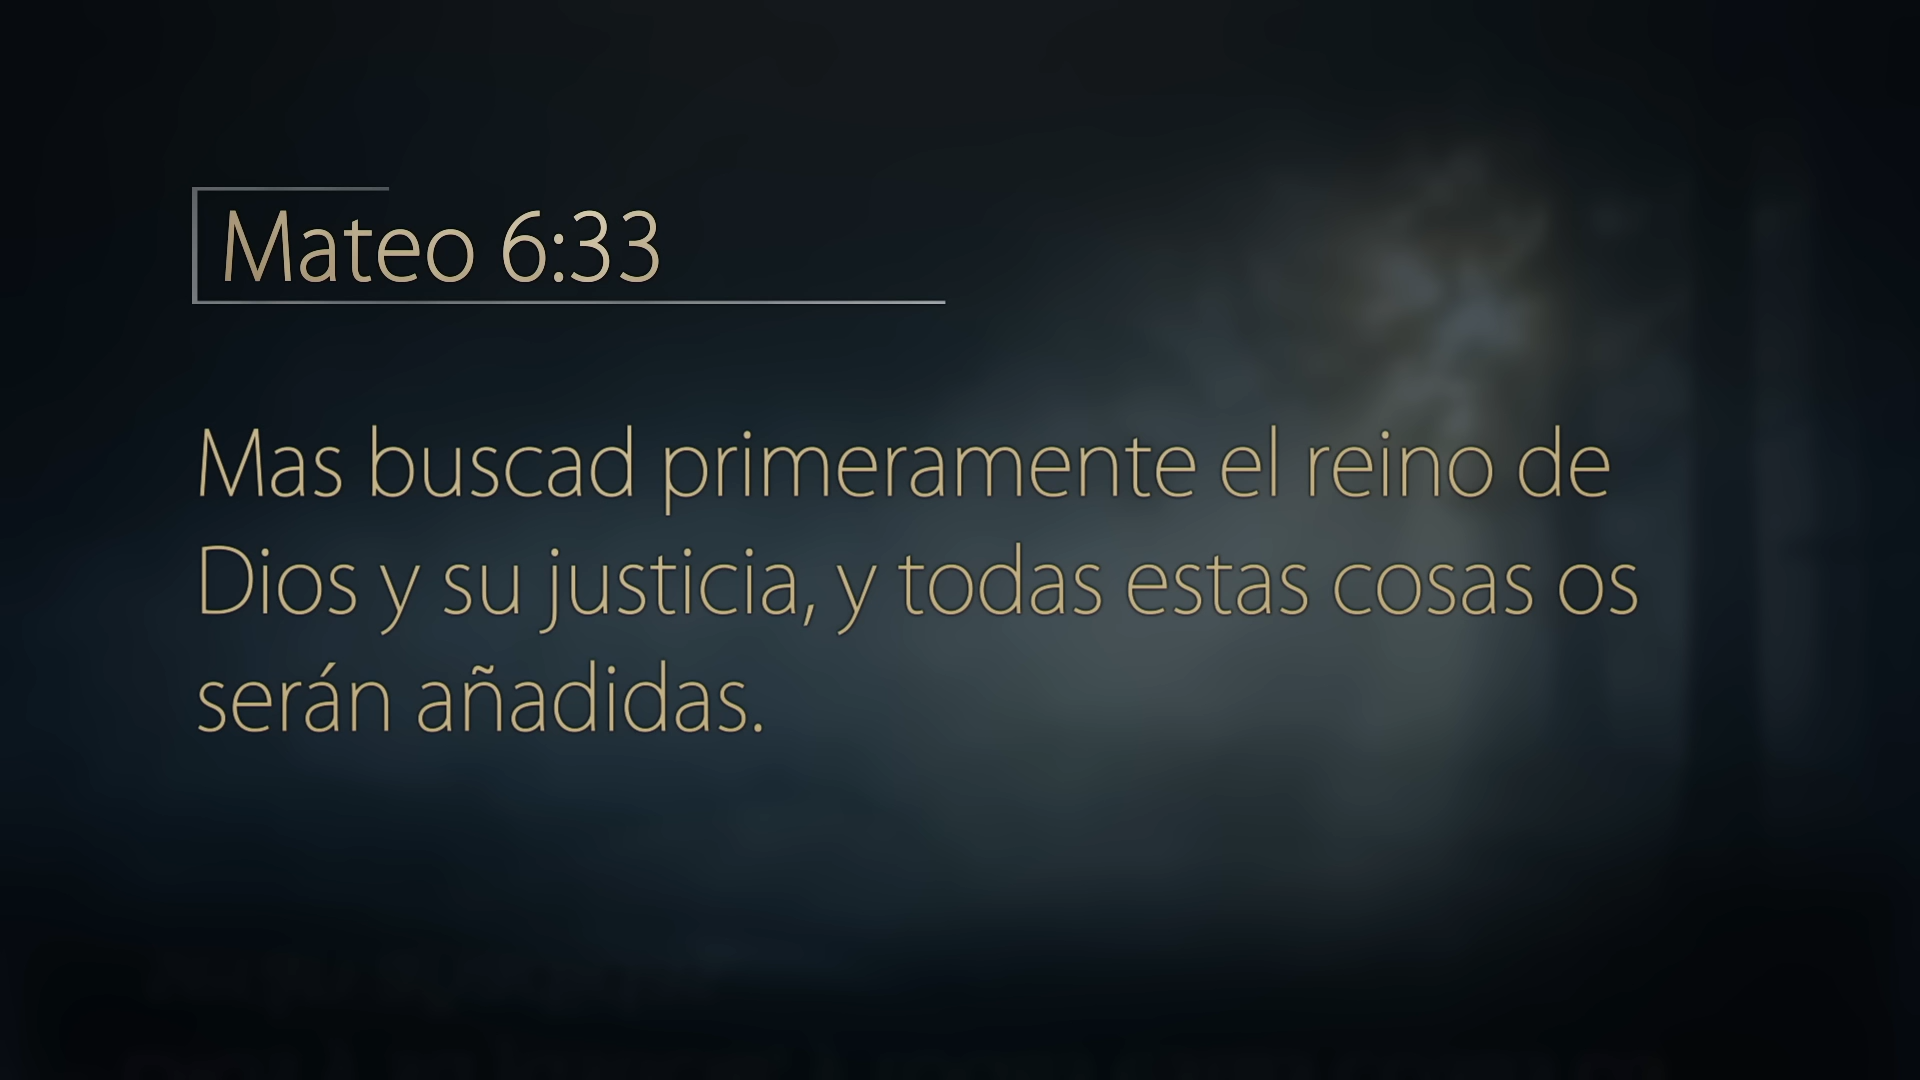 Mateo 6:33
Mas buscad primeramente el reino de
Dios y su justicia, y todas estas cosas os
serán añadidas.